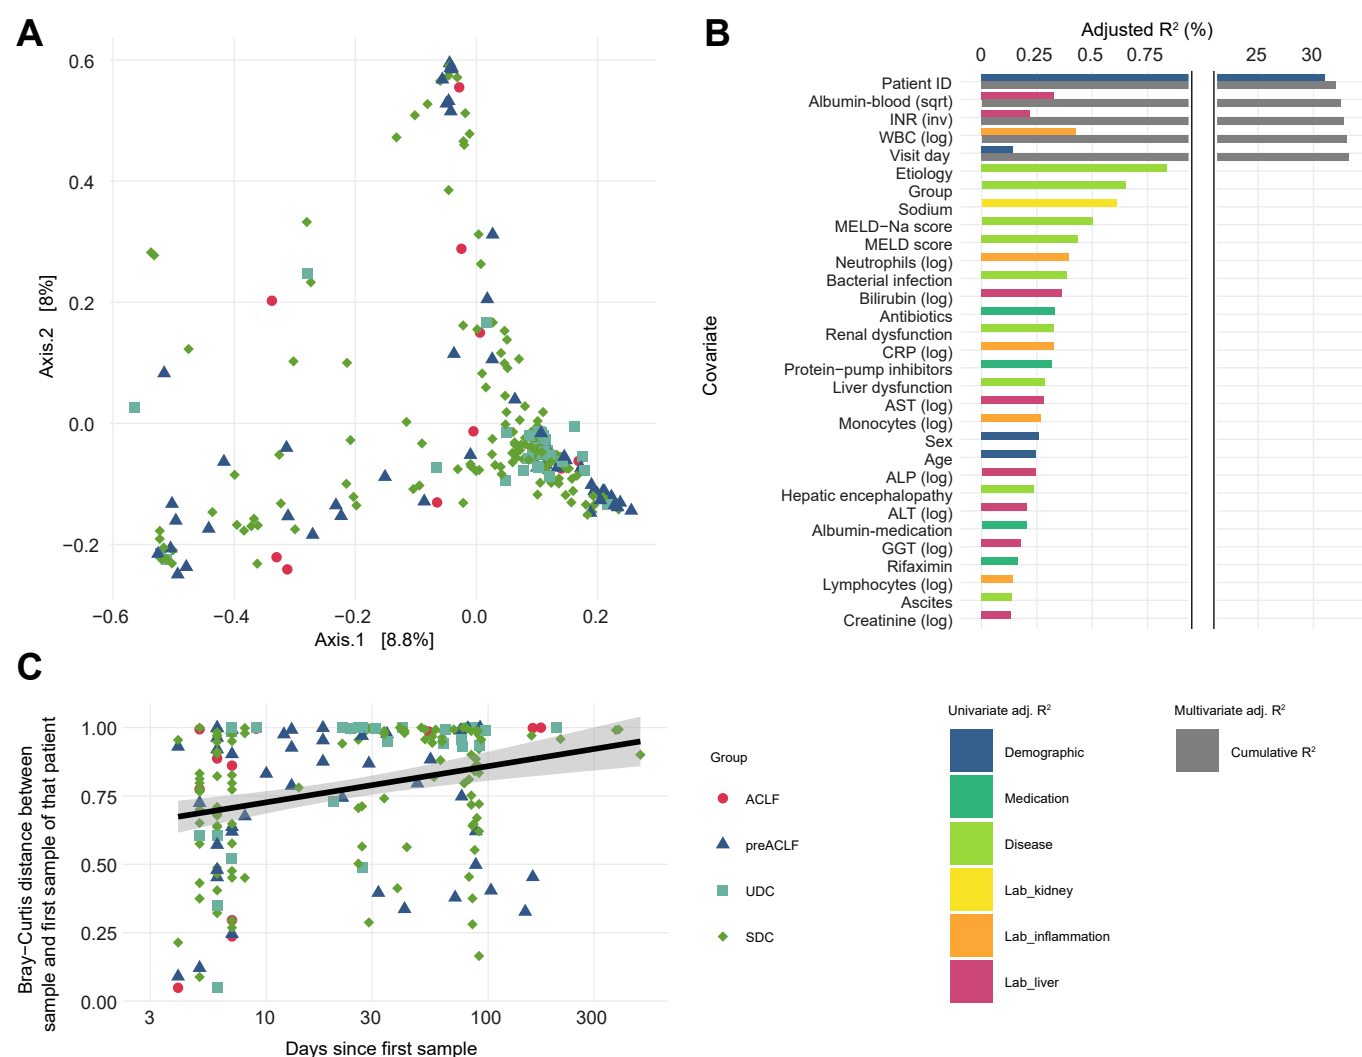 A
0.6
0.4
0.2
0.0
−0.2
−0.6
−0.4
−0.2
0.0
0.2
Axis.1 [8.8%]
Axis.2 [8%]
B
Adjusted R² (%)
0
0.25
0.5
0.75
25
30
Covariate
Patient ID
Albumin-blood (sqrt)
INR (inv)
WBC (log)
Visit day
Etiology
Group
Sodium
MELD−Na score
MELD score
Neutrophils (log)
Bacterial infection
Bilirubin (log)
Antibiotics
Renal dysfunction
CRP (log)
Protein−pump inhibitors
Liver dysfunction
AST (log)
Monocytes (log)
Sex
Age
ALP (log)
Hepatic encephalopathy
ALT (log)
Albumin-medication
GGT (log)
Rifaximin
Lymphocytes (log)
Ascites
Creatinine (log)
C
Bray−Curtis distance between
sample and first sample of that patient
1.00
0.75
0.50
0.25
0.00
3
10
30
100
300
Days since first sample
Group
ACLF
preACLF
UDC
SDC
Univariate adj. R²
Demographic
Medication
Disease
Lab_kidney
Lab_inflammation
Lab_liver
Multivariate adj. R²
Cumulative R²